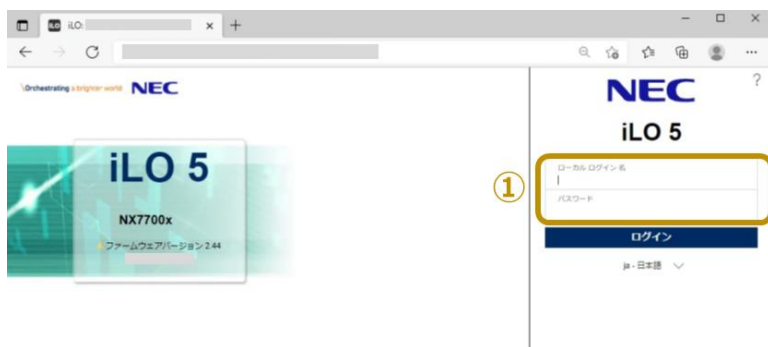 iLO iLO:
\Orchestrating a brighter world NEC
iLO 5
NX7700x
ファームウェアバージョン 2.44
NEC
?
iLO 5
①
ローカル ログイン名
パスワード
ログイン
ja - 日本語